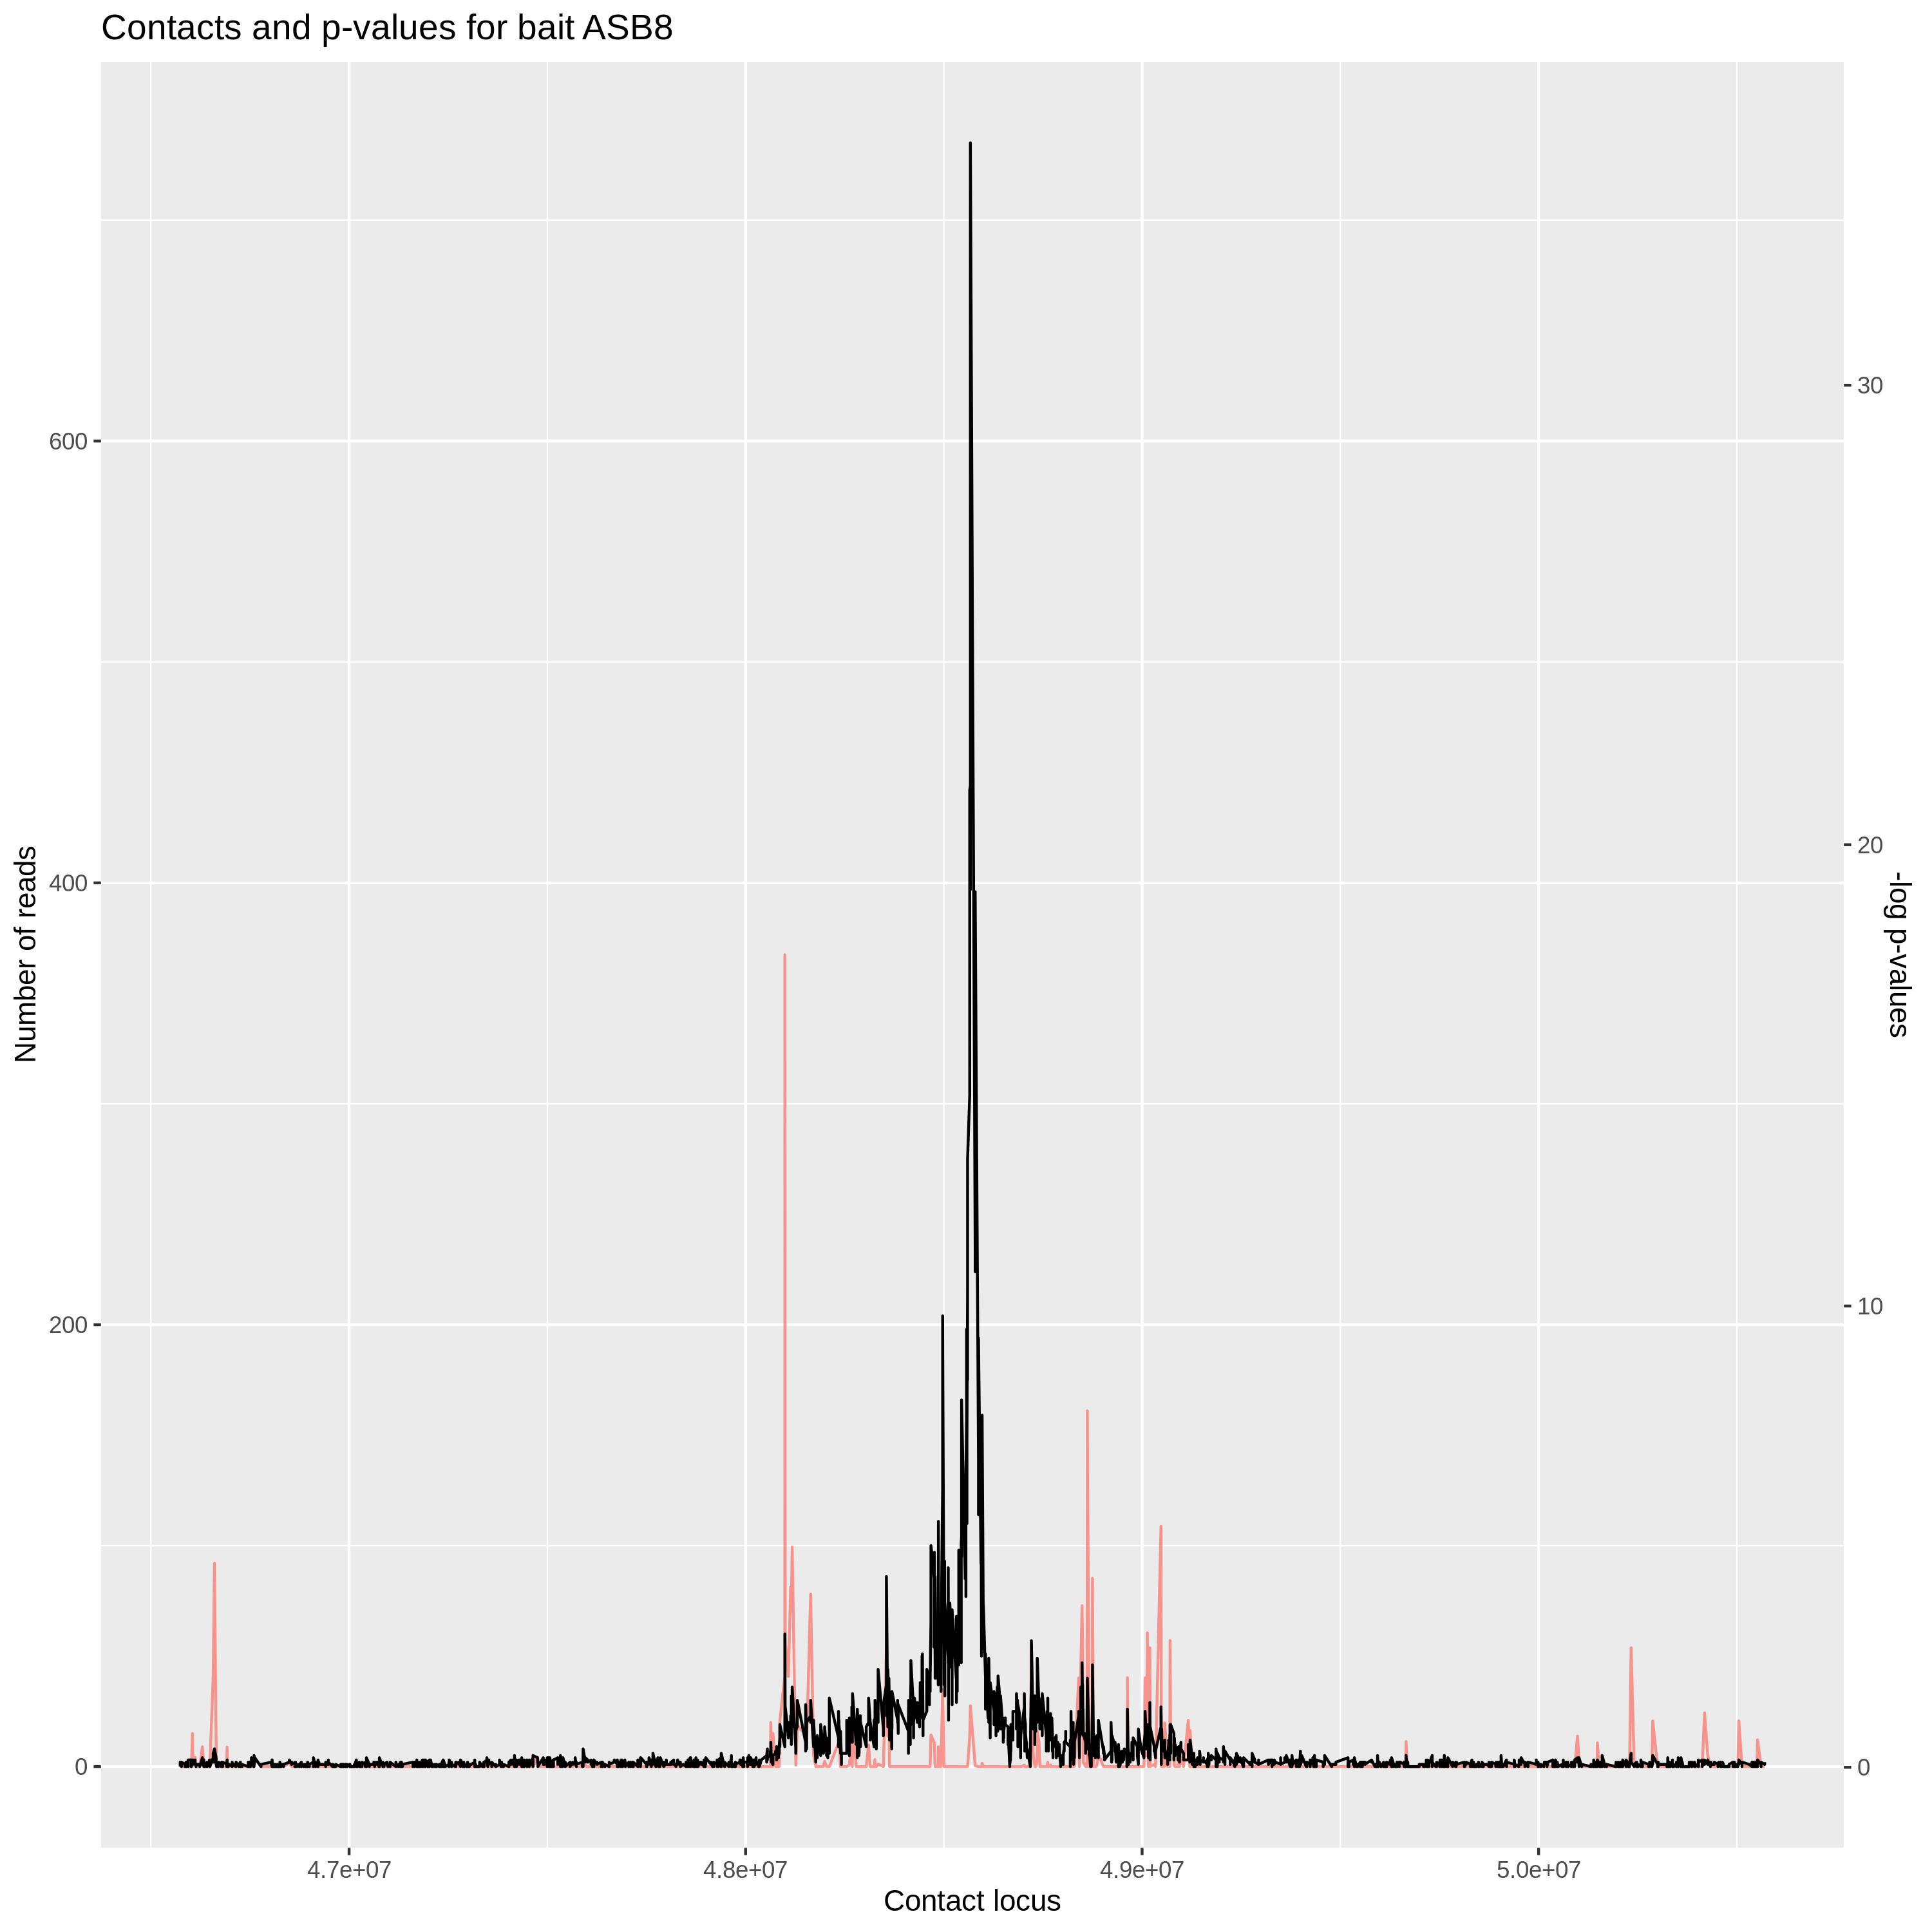 Contacts and p-values for bait ASB8
600
400
200
0
30
20
10
0
Number of reads
-log p-values
4.7e+07
4.8e+07
4.9e+07
5.0e+07
Contact locus